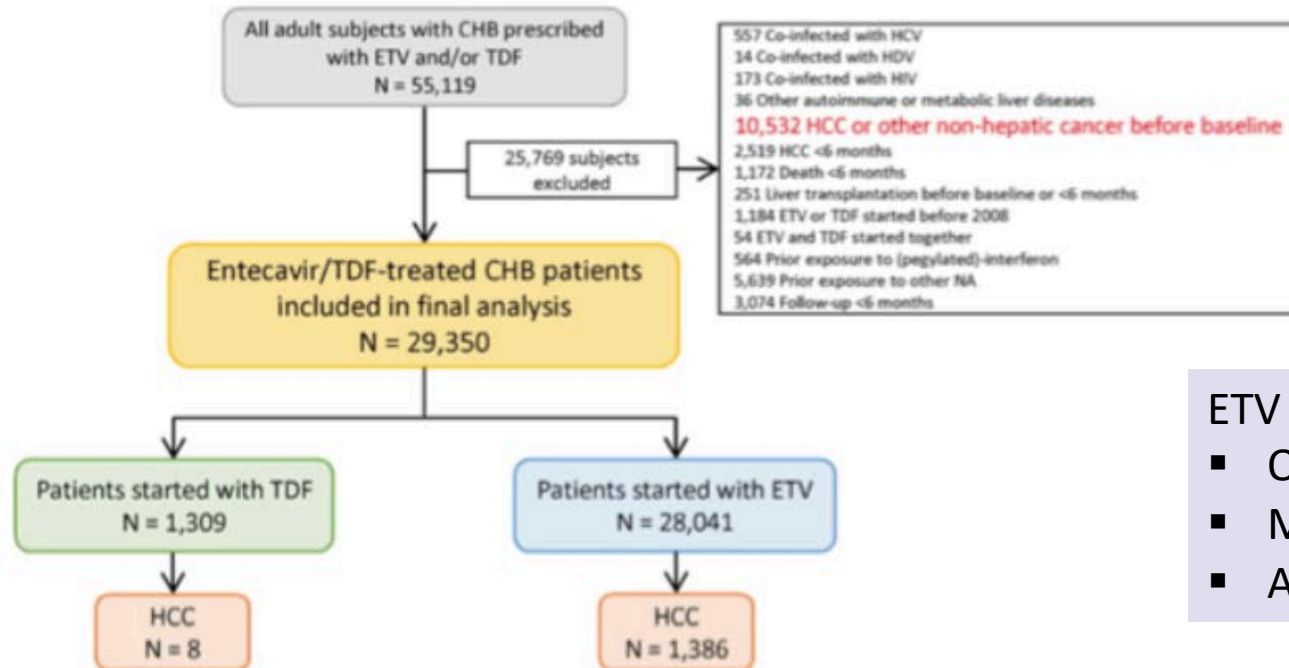 All adult subjects with CHB prescribed
with ETV and/or TDF
N = 55,119
25,769 subjects
excluded
557 Co-infected with HCV
14 Co-infected with HDV
173 Co-infected with HIV
36 Other autoimmune or metabolic liver diseases
10,532 HCC or other non-hepatic cancer before baseline
2,519 HCC <6 months
1,172 Death <6 months
251 Liver transplantation before baseline or <6 months
1,184 ETV or TDF started before 2008
54 ETV and TDF started together
564 Prior exposure to (pegylated)-interferon
5,639 Prior exposure to other NA
3,074 Follow-up <6 months
Entecavir/TDF-treated CHB patients
included in final analysis
N = 29,350
Patients started with TDF
N = 1,309
Patients started with ETV
N = 28,041
HCC
N = 8
HCC
N = 1,386
ETV